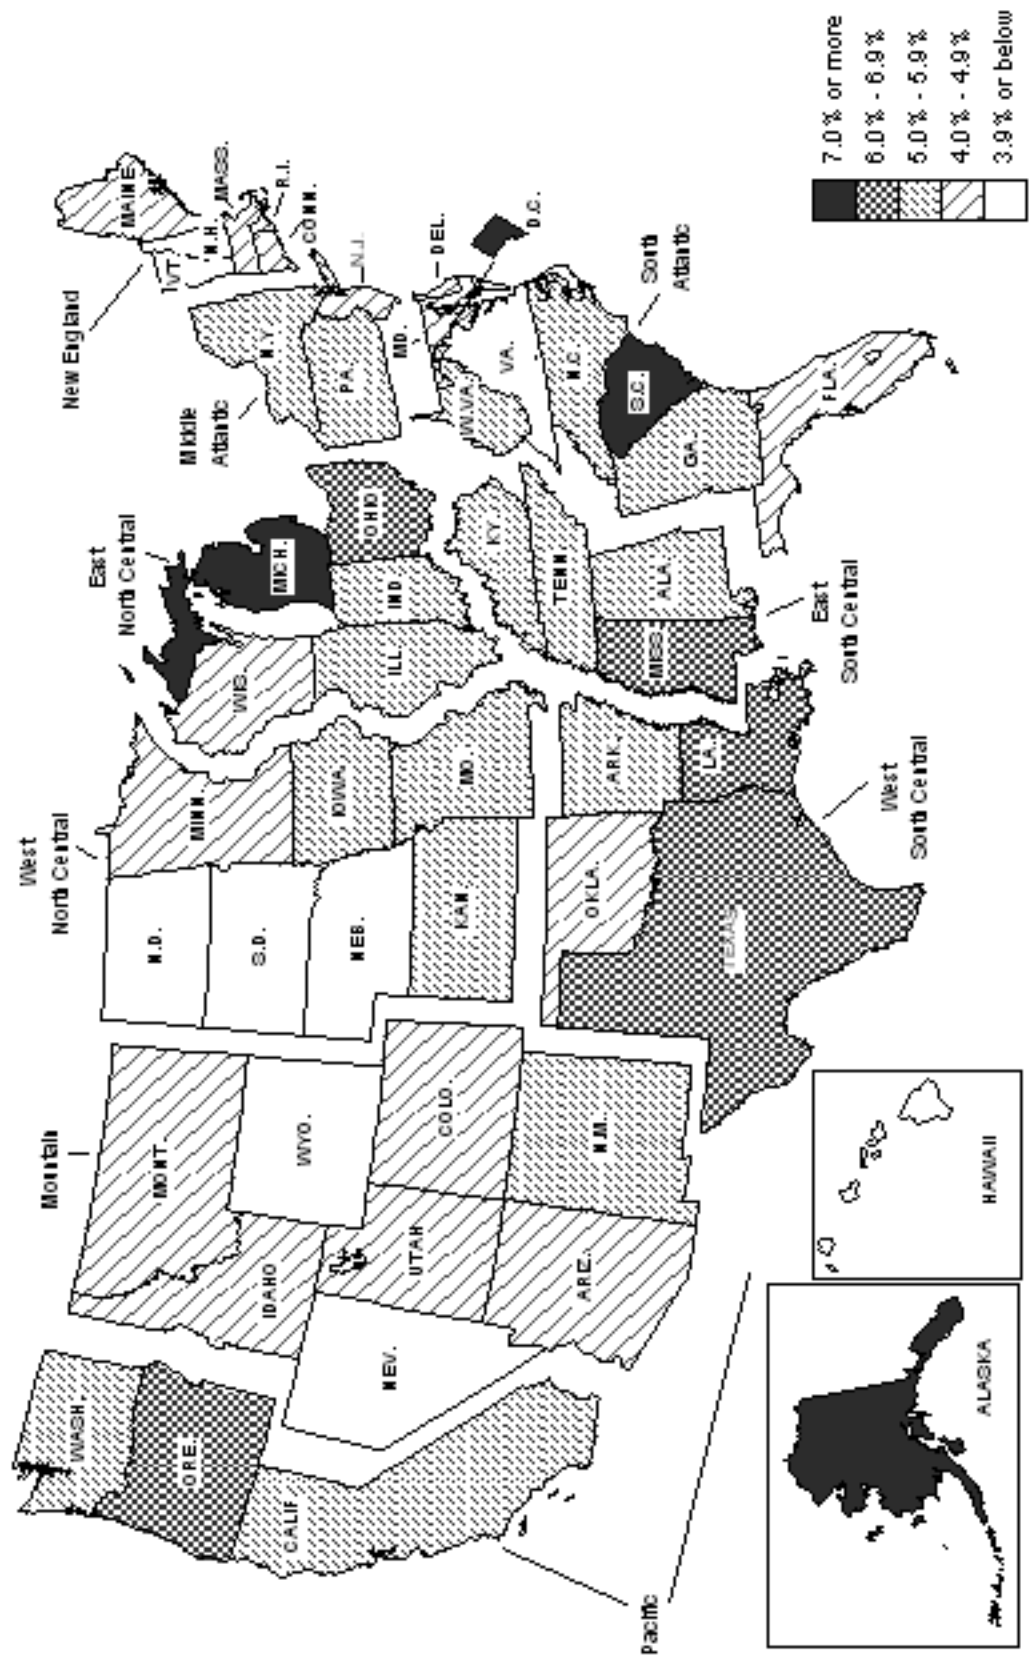 New England
MAINE
VT.
N.H.
MASS.
R.I.
CONN.
Middle
Atlantic
N.Y.
PA.
N.J.
East
North Central
WIS.
MICH.
ILL
IND
OHIO
West
North Central
N.D.
S.D.
NEB.
KAN
MINN.
IOWA.
MO.
Mountain
MONT.
IDAHO
WYO.
NEV.
UTAH
COLO.
ARIZ.
N.M.
WASH.
ORE.
CALIF
Pacific
ALASKA
HAWAII
OKLA.
ARK.
TEXAS
LA.
West
South Central
KY.
TENN
MISS.
ALA.
East
South Central
DEL.
MD.
D.C.
W.VA.
VA.
N.C.
S.C.
GA.
FLA.
South
Atlantic
7.0% or more
6.0% - 6.9%
5.0% - 5.9%
4.0% - 4.9%
3.9% or below